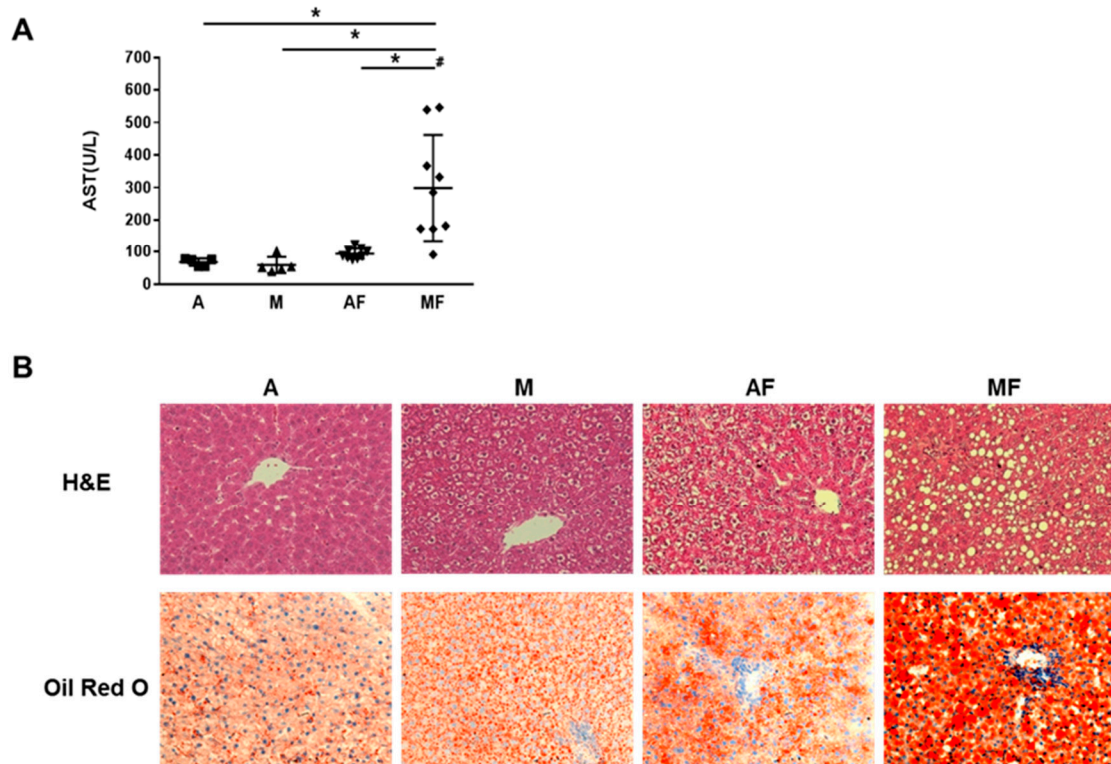 A
*
*
* #
700
600
500
400
300
200
100
0
AST(U/L)
A M AF MF
B
A M AF MF
H&E
Oil Red O